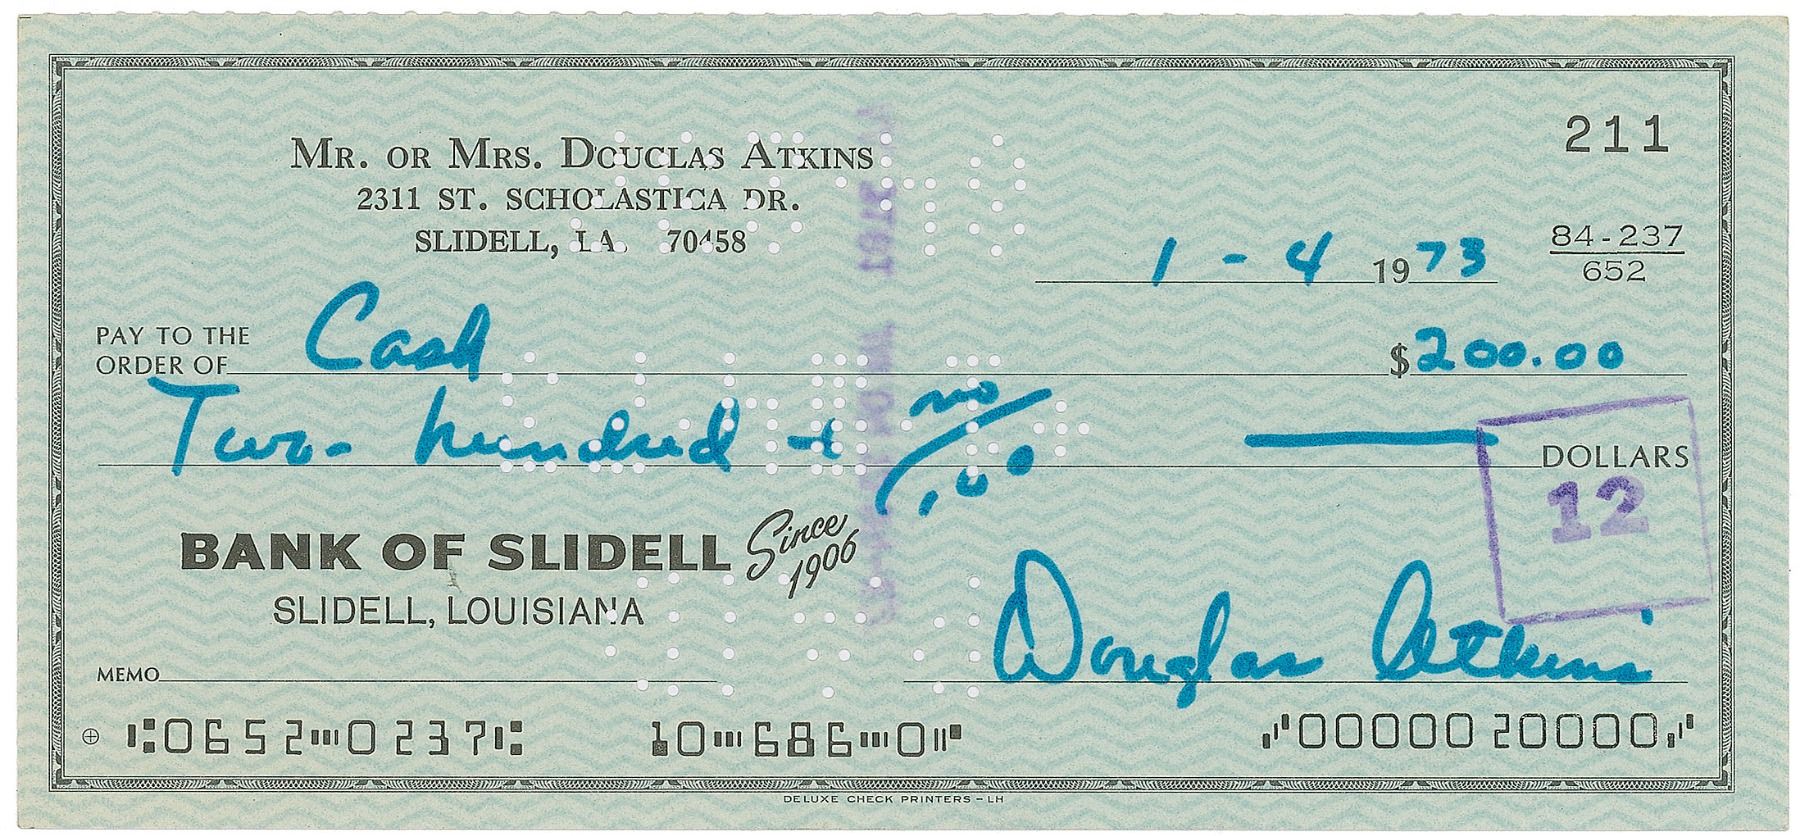 211
MR. OR MRS. DOUGLAS ATKINS
2311 ST. SCHOLASTICA DR.
SLIDELL, LA. 70458
84-237
652
1 - 4 1973
PAY TO THE
ORDER OF Cash $200.00
Two-hundred + no/100 DOLLARS
12
BANK OF SLIDELL Since 1906
SLIDELL, LOUISIANA
MEMO Douglas Atkins
⑆0652⑉0237⑆ 10⑉686⑉0⑈ ⑈0000020000⑈
DELUXE CHECK PRINTERS - LH